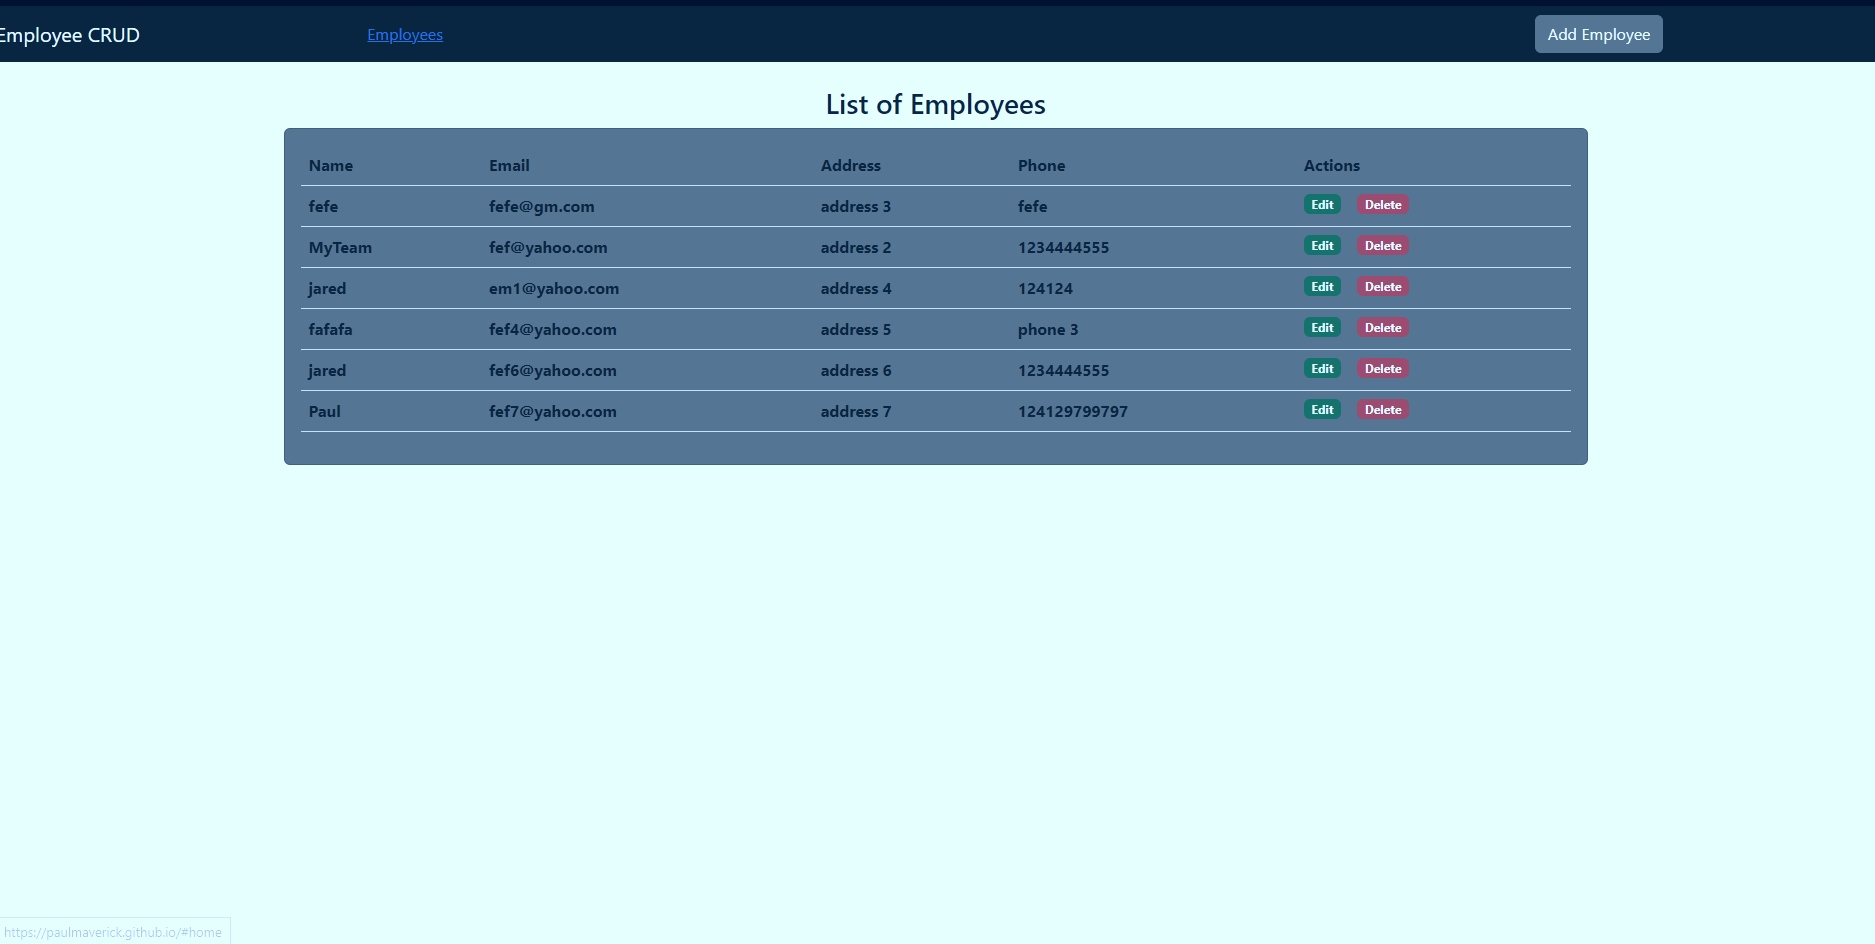 Employee CRUD Employees Add Employee
List of Employees
Name Email Address Phone Actions
fefe fefe@gm.com address 3 fefe Edit Delete
MyTeam fef@yahoo.com address 2 1234444555 Edit Delete
jared em1@yahoo.com address 4 124124 Edit Delete
fafafa fef4@yahoo.com address 5 phone 3 Edit Delete
jared fef6@yahoo.com address 6 1234444555 Edit Delete
Paul fef7@yahoo.com address 7 124129799797 Edit Delete
https://paulmaverick.github.io/#home